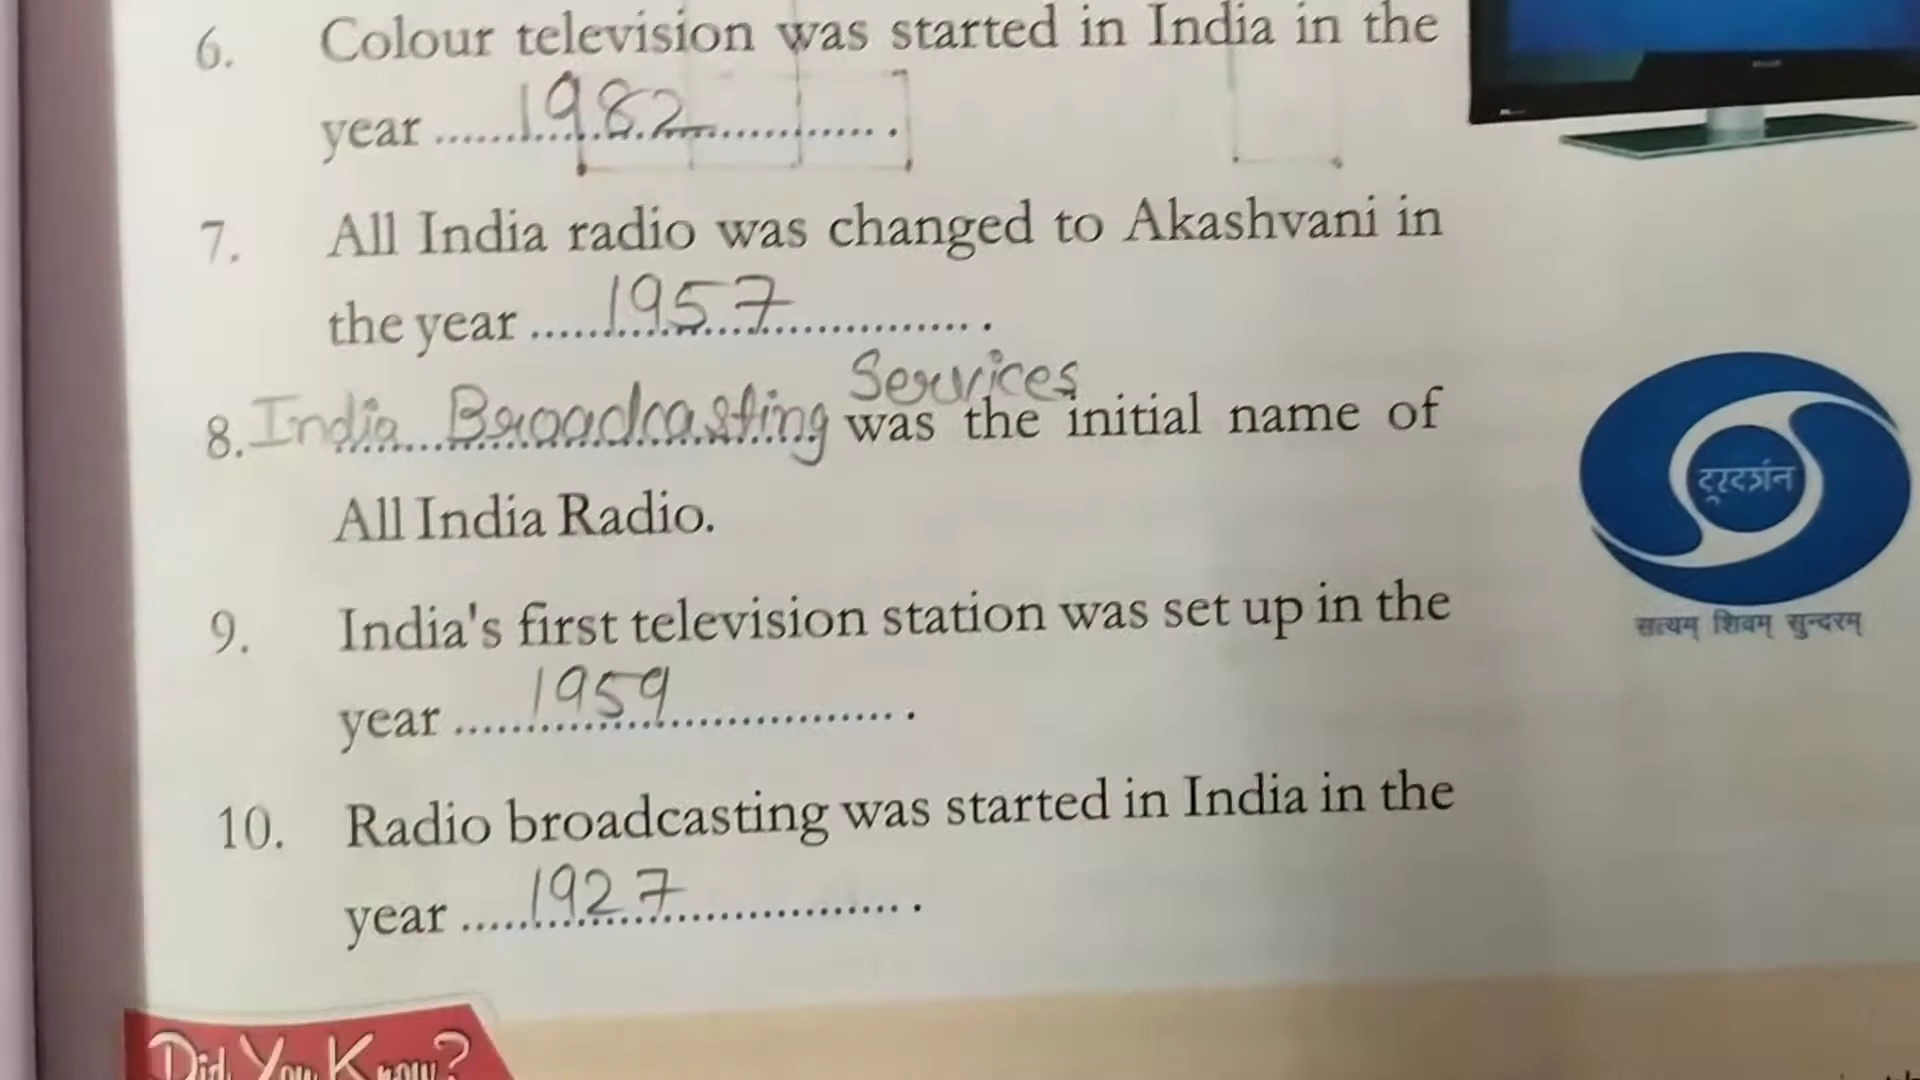 6. Colour television was started in India in the
year ......1982............... .
7. All India radio was changed to Akashvani in
the year ......1957............... .
Services
8. India Broadcasting was the initial name of
All India Radio.
9. India's first television station was set up in the
year ......1959............... .
10. Radio broadcasting was started in India in the
year ......1927............... .
दूरदर्शन
सत्यम् शिवम् सुन्दरम्
Did You Know?